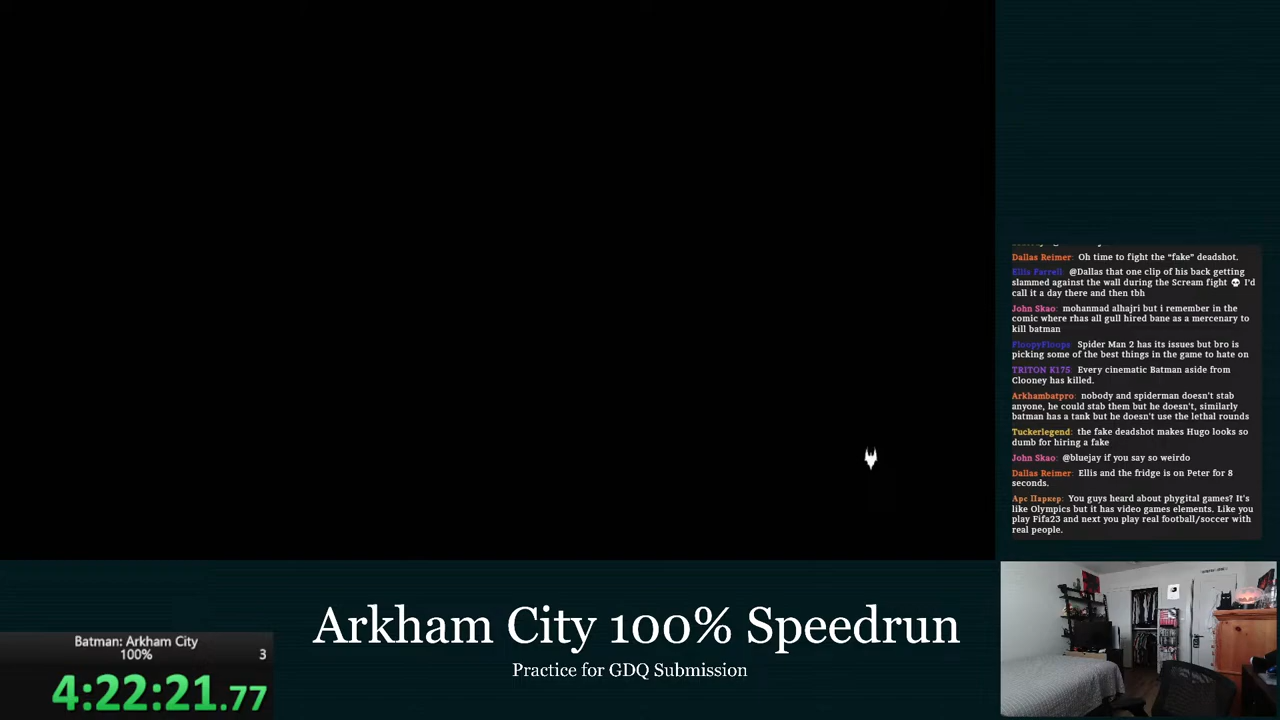 Dallas Reimer: Oh time to fight the “fake” deadshot.
Ellis Farrell: @Dallas that one clip of his back getting
slammed against the wall during the Scream fight 💀 I'd
call it a day there and then tbh
John Skao: mohanmad alhajri but i remember in the
comic where rhas all gull hired bane as a mercenary to
kill batman
FloopyFloops: Spider Man 2 has its issues but bro is
picking some of the best things in the game to hate on
TRITON K175: Every cinematic Batman aside from
Clooney has killed.
Arkhambatpro: nobody and spiderman doesn't stab
anyone, he could stab them but he doesn't, similarly
batman has a tank but he doesn't use the lethal rounds
Tuckerlegend: the fake deadshot makes Hugo looks so
dumb for hiring a fake
John Skao: @bluejay if you say so weirdo
Dallas Reimer: Ellis and the fridge is on Peter for 8
seconds.
Арс Паркер: You guys heard about phygital games? It's
like Olympics but it has video games elements. Like you
play Fifa23 and next you play real football/soccer with
real people.
Arkham City 100% Speedrun
Practice for GDQ Submission
Batman: Arkham City
100% 3
4:22:21.77